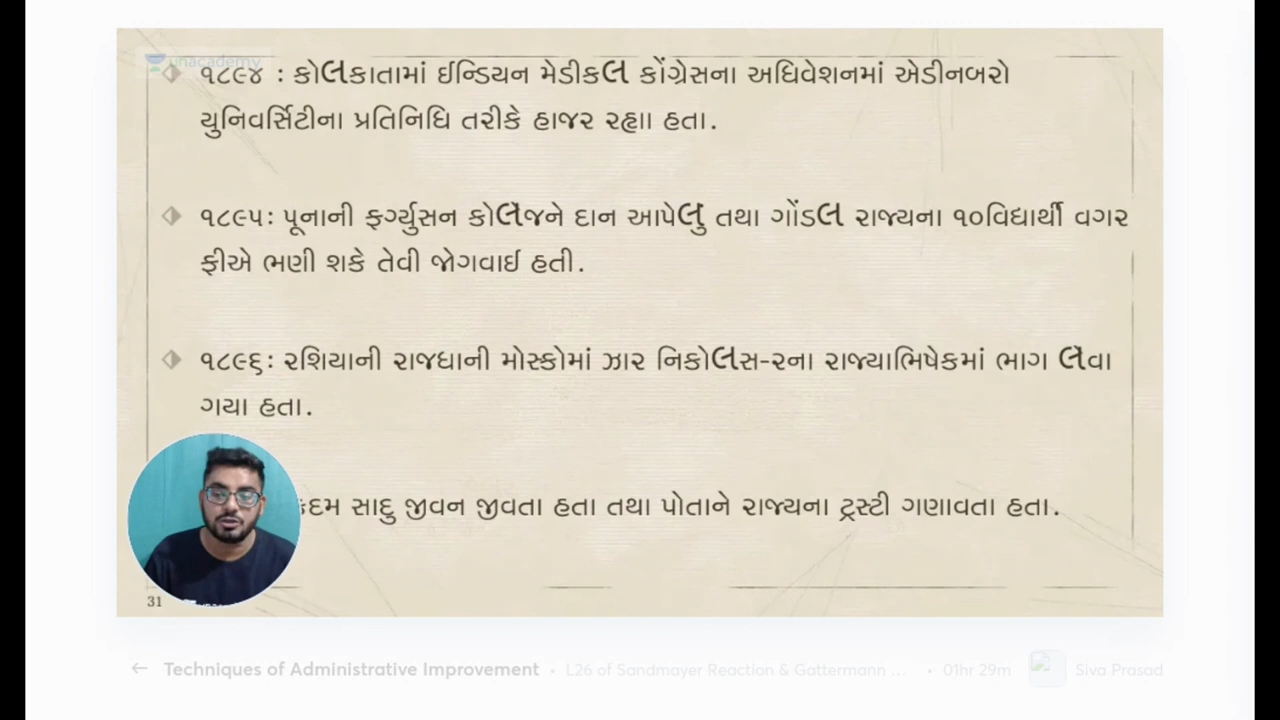 unacademy
૧૮૯૪ : કોલકાતામાં ઈન્ડિયન મેડીકલ કોંગ્રેસના અધિવેશનમાં એડીનબરો
યુનિવર્સિટીના પ્રતિનિધિ તરીકે હાજર રહ્યા હતા.
૧૮૯૫: પૂનાની ફર્ગ્યુસન કોલેજને દાન આપેલું તથા ગોંડલ રાજ્યના ૧૦વિદ્યાર્થી વગર
ફીએ ભણી શકે તેવી જોગવાઈ હતી.
૧૮૯૬: રશિયાની રાજધાની મોસ્કોમાં ઝાર નિકોલસ-૨ના રાજ્યાભિષેકમાં ભાગ લેવા
ગયા હતા.
સાદુ જીવન જીવતા હતા તથા પોતાને રાજ્યના ટ્રસ્ટી ગણાવતા હતા.
31
← Techniques of Administrative Improvement • L26 of Sandmayer Reaction & Gattermann ... • 01hr 29m Siva Prasad